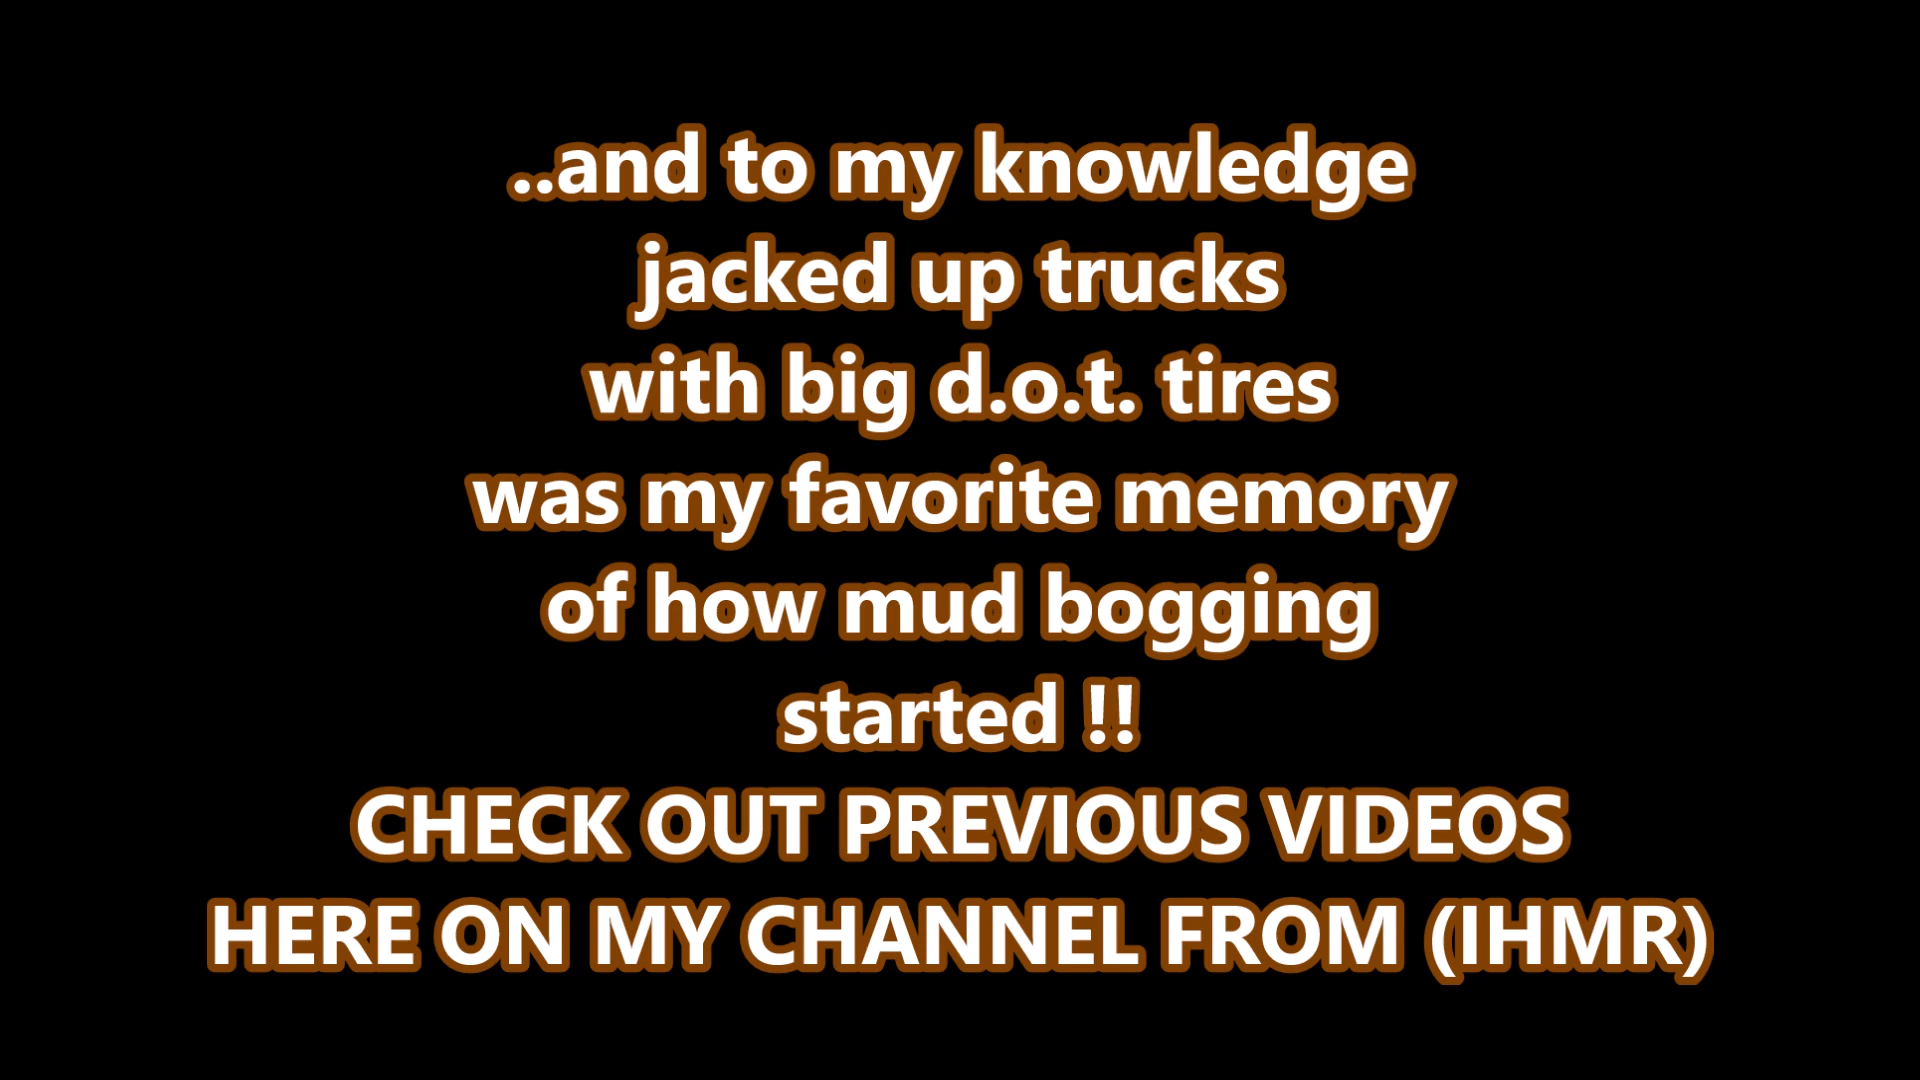 ..and to my knowledge
jacked up trucks
with big d.o.t. tires
was my favorite memory
of how mud bogging
started !!
CHECK OUT PREVIOUS VIDEOS
HERE ON MY CHANNEL FROM (IHMR)